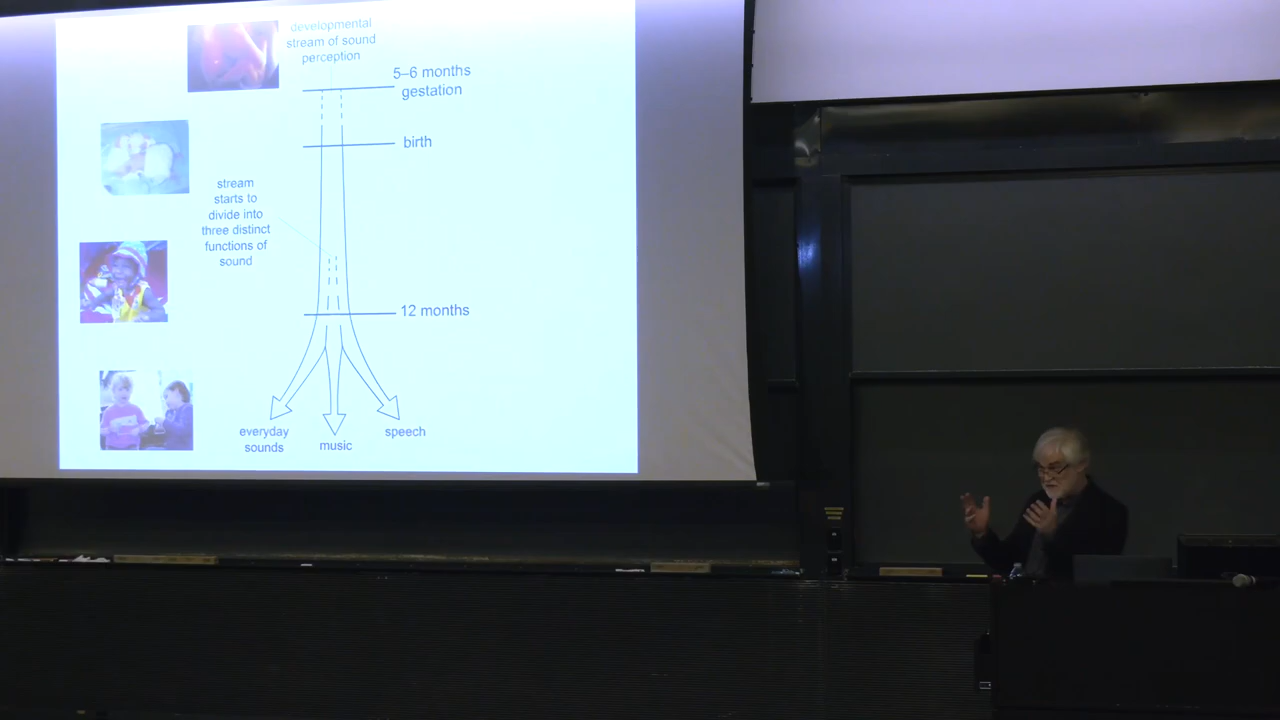 developmental
stream of sound
perception
5–6 months
gestation
birth
stream
starts to
divide into
three distinct
functions of
sound
12 months
everyday
sounds
music
speech